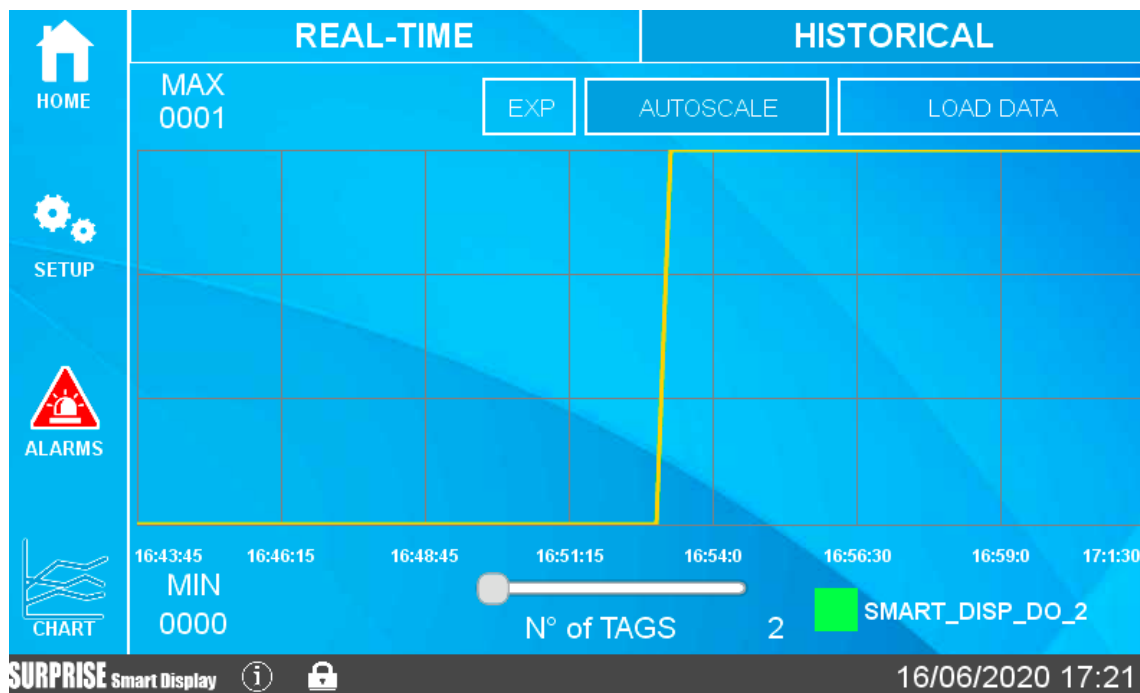 REAL-TIME
HISTORICAL
HOME
MAX
0001
EXP
AUTOSCALE
LOAD DATA
SETUP
ALARMS
16:43:45 16:46:15 16:48:45 16:51:15 16:54:0 16:56:30 16:59:0 17:1:30
MIN
0000
N° of TAGS 2
SMART_DISP_DO_2
CHART
SURPRISE Smart Display
16/06/2020 17:21